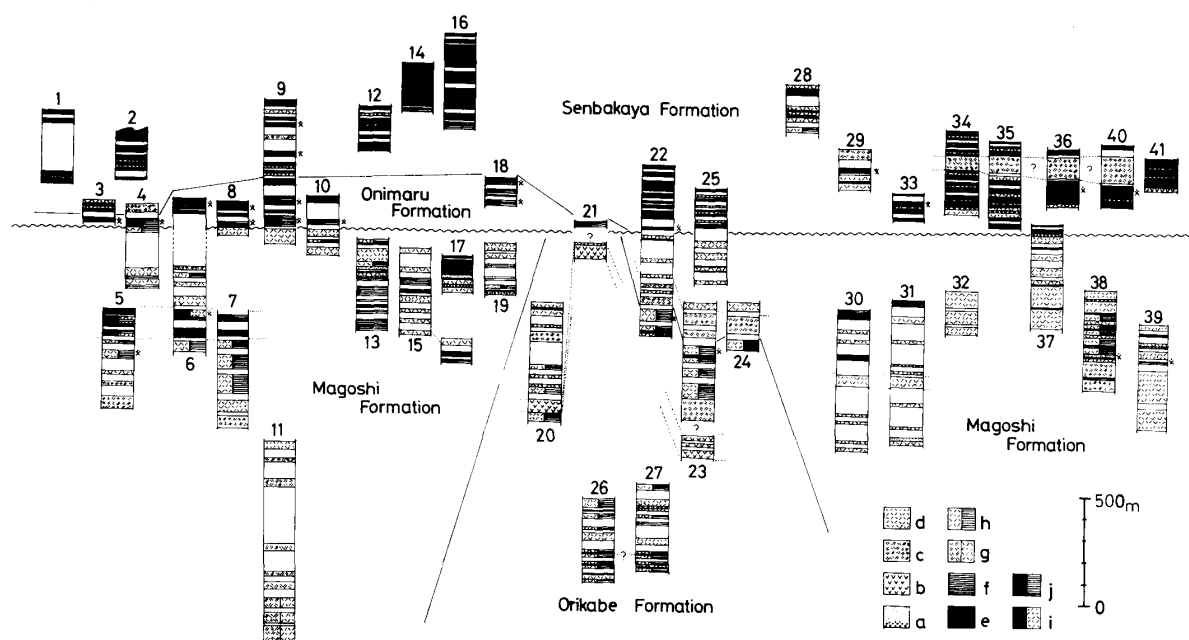 16
14
9
12
28
1
2
Senbakaya Formation
34
35
36
40
41
29
22
18
25
33
3
4
8
10
Onimaru
Formation
21
17
19
5
6
7
13
15
20
24
23
Magoshi
Formation
30
31
32
37
38
39
Magoshi
Formation
11
26
27
Orikabe Formation
?
?
?
?
?
?
500m
0
d
h
c
g
b
f
j
a
e
i